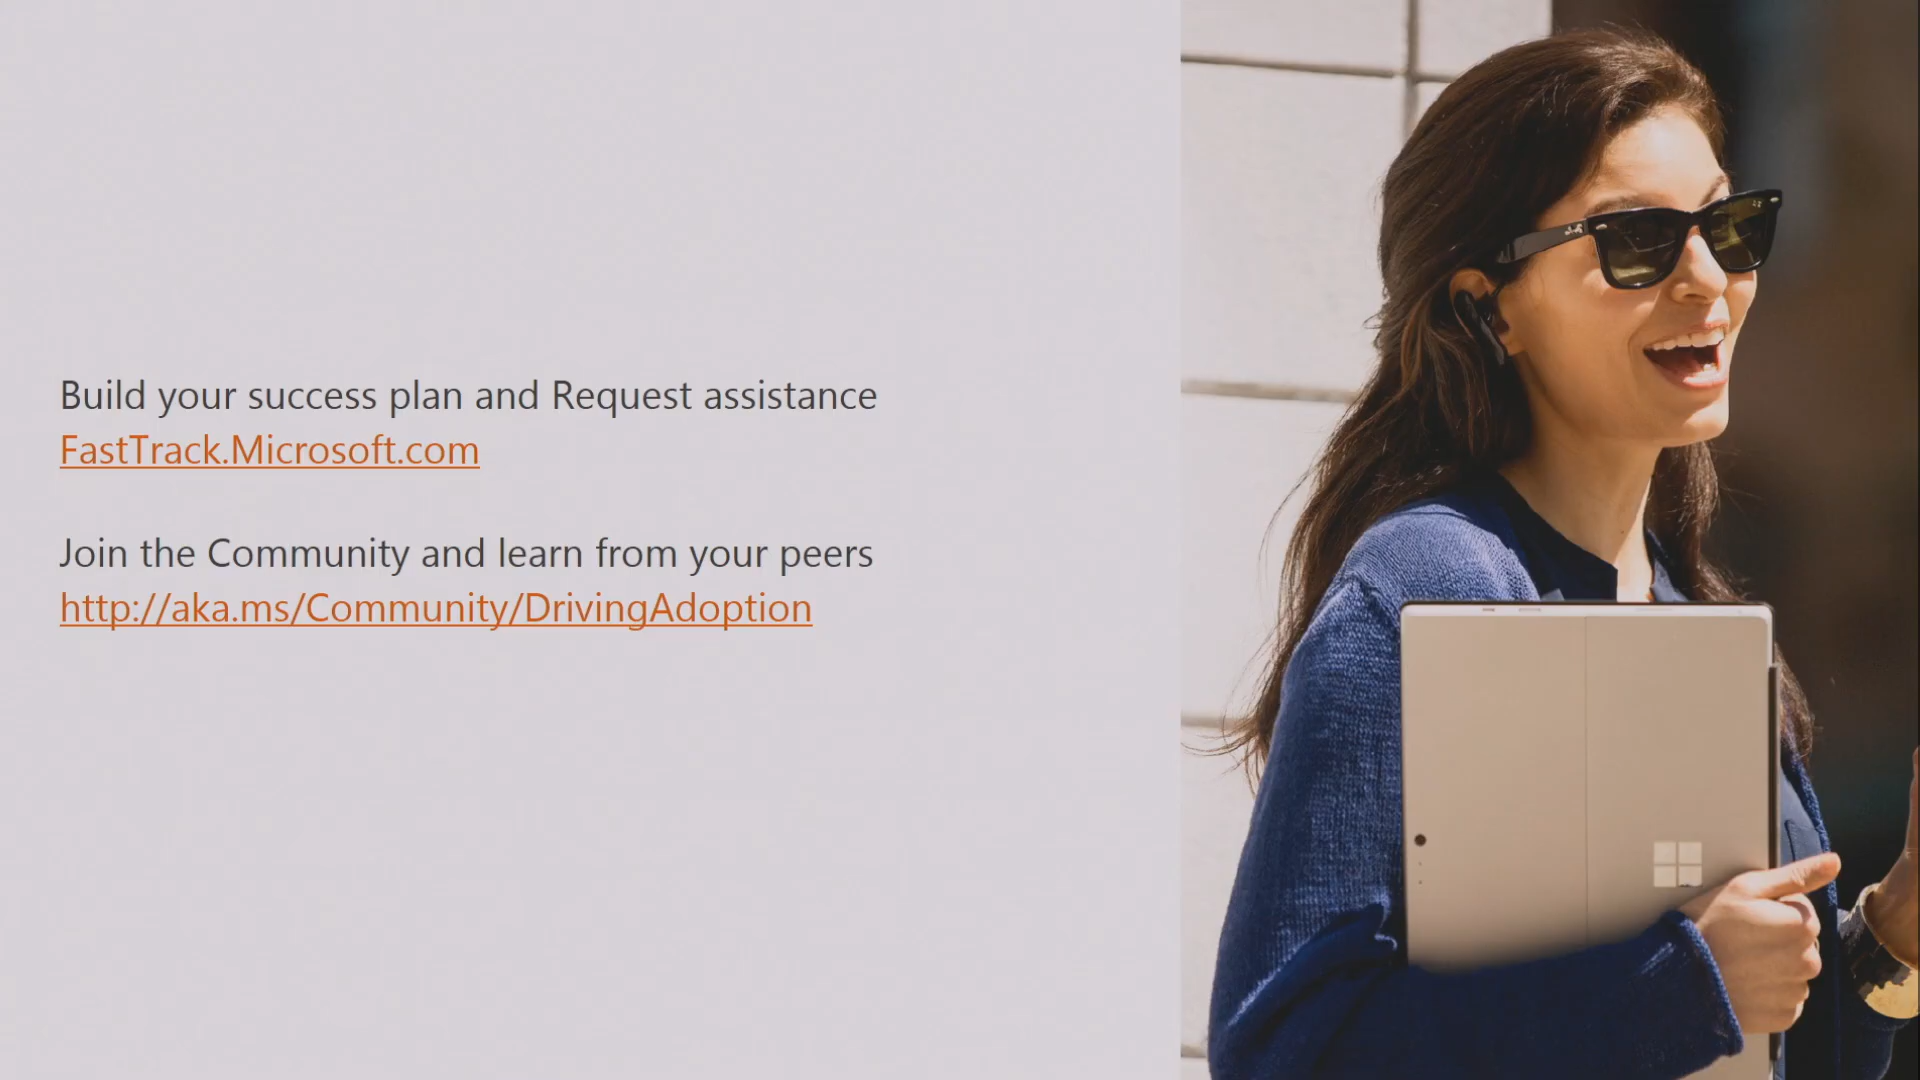 Build your success plan and Request assistance
FastTrack.Microsoft.com
Join the Community and learn from your peers
http://aka.ms/Community/DrivingAdoption